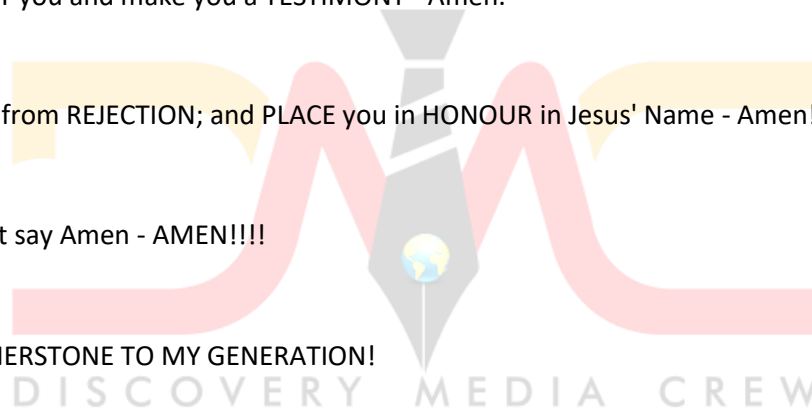 you and make you a TESTIMONY - Amen!
from REJECTION; and PLACE you in HONOUR in Jesus' Name - Amen!
t say Amen - AMEN!!!!
NERSTONE TO MY GENERATION!
DISCOVERY MEDIA CREW